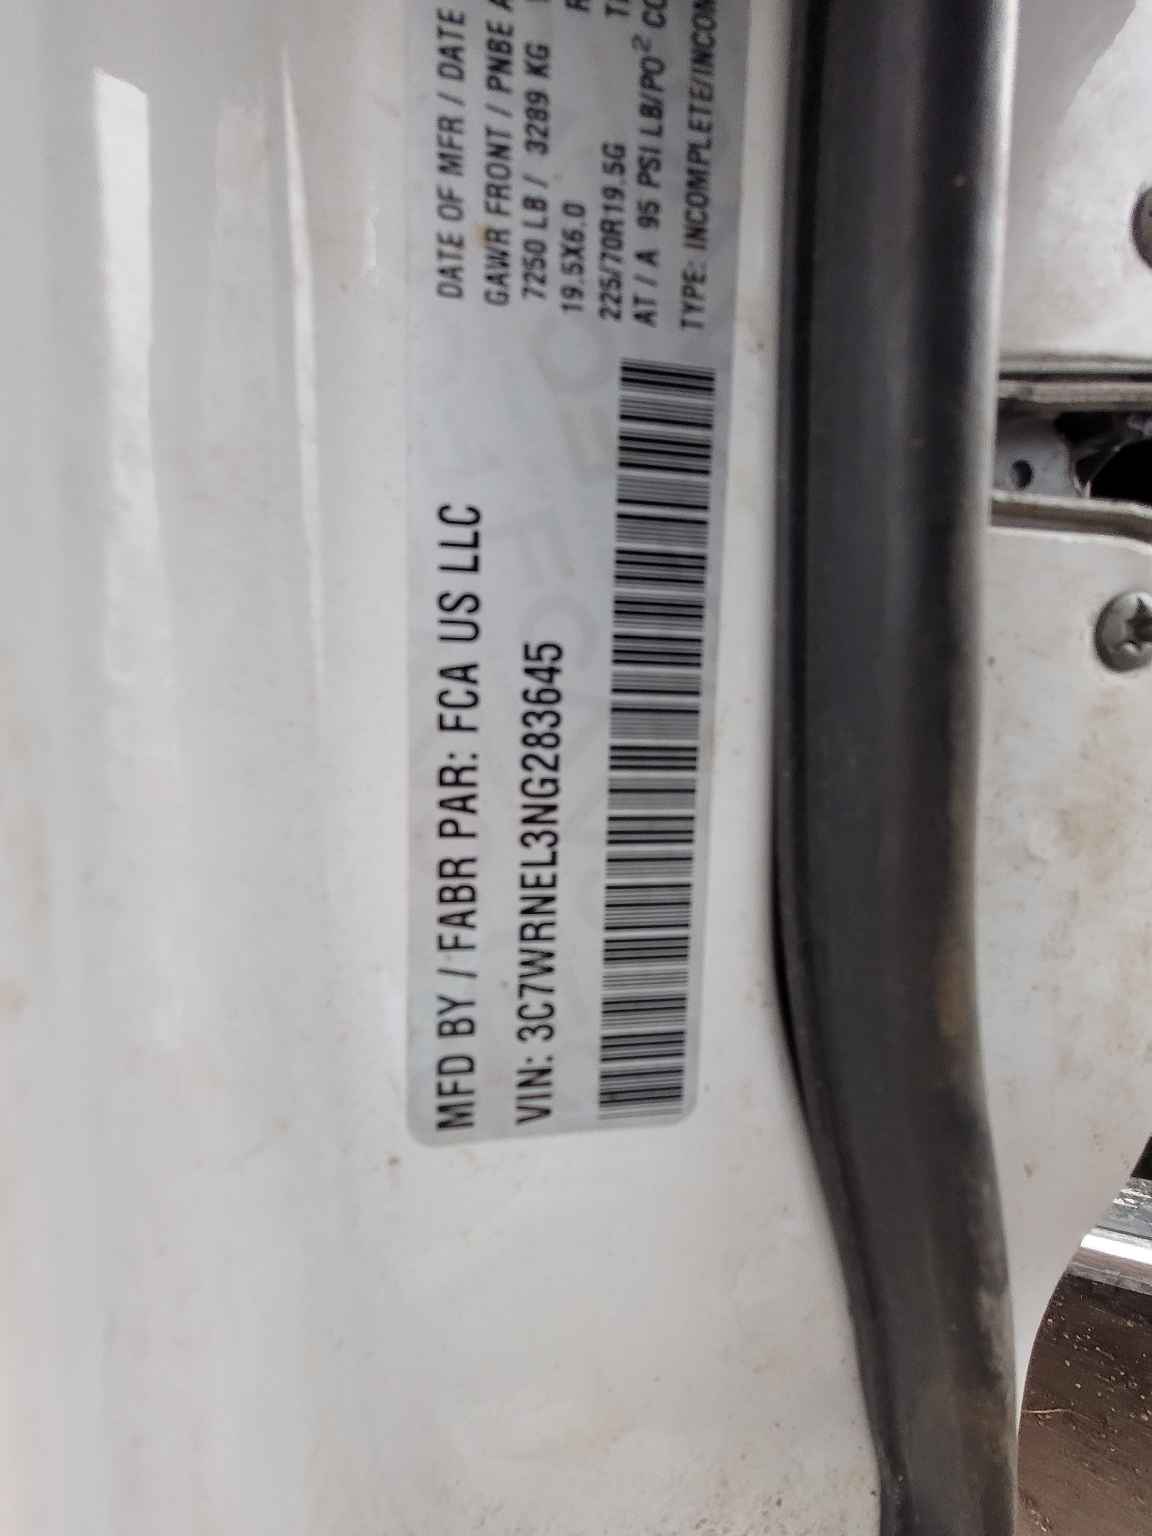 MFD BY / FABR PAR: FCA US LLC
VIN: 3C7WRNEL3NG283645
DATE OF MFR / DATE
GAWR FRONT / PNBE A
7250 LB / 3289 KG
19.5X6.0 R
225/70R19.5G TI
AT / A 95 PSI LB/PO² CO
TYPE: INCOMPLETE/INCOM